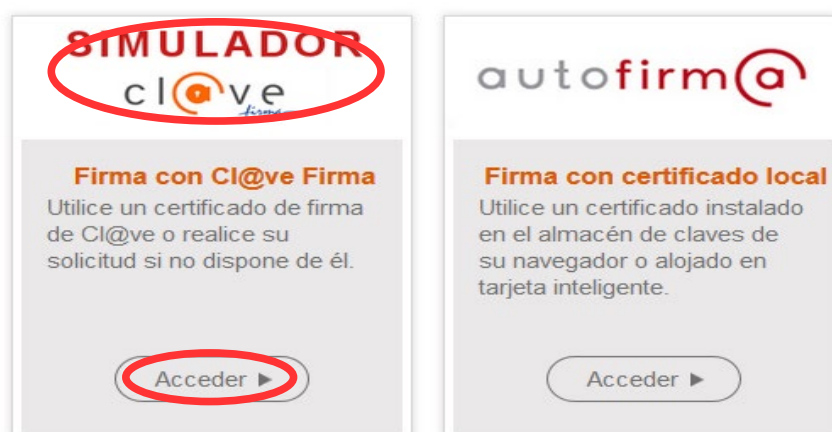 SIMULADOR
cl@ve
firma
Firma con Cl@ve Firma
Utilice un certificado de firma
de Cl@ve o realice su
solicitud si no dispone de él.
Acceder ►
autofirm@
Firma con certificado local
Utilice un certificado instalado
en el almacén de claves de
su navegador o alojado en
tarjeta inteligente.
Acceder ►